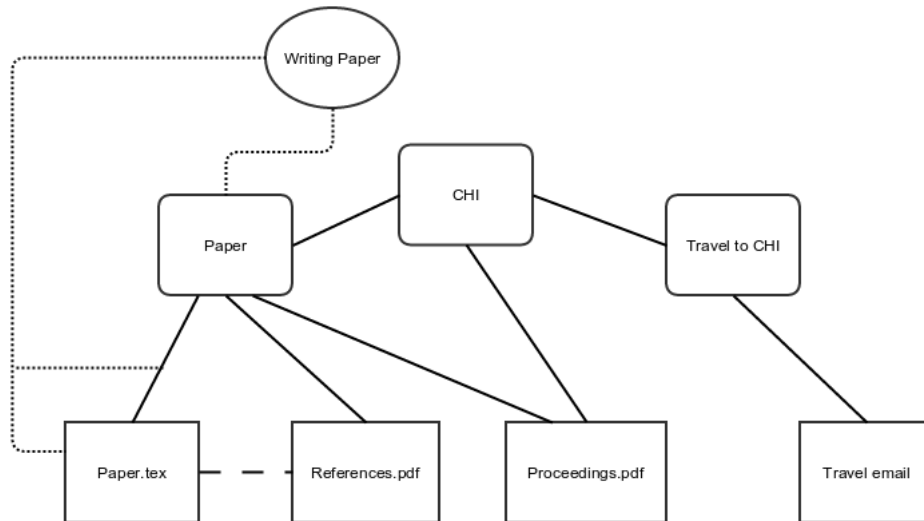 Writing Paper
CHI
Paper
Travel to CHI
Paper.tex
References.pdf
Proceedings.pdf
Travel email